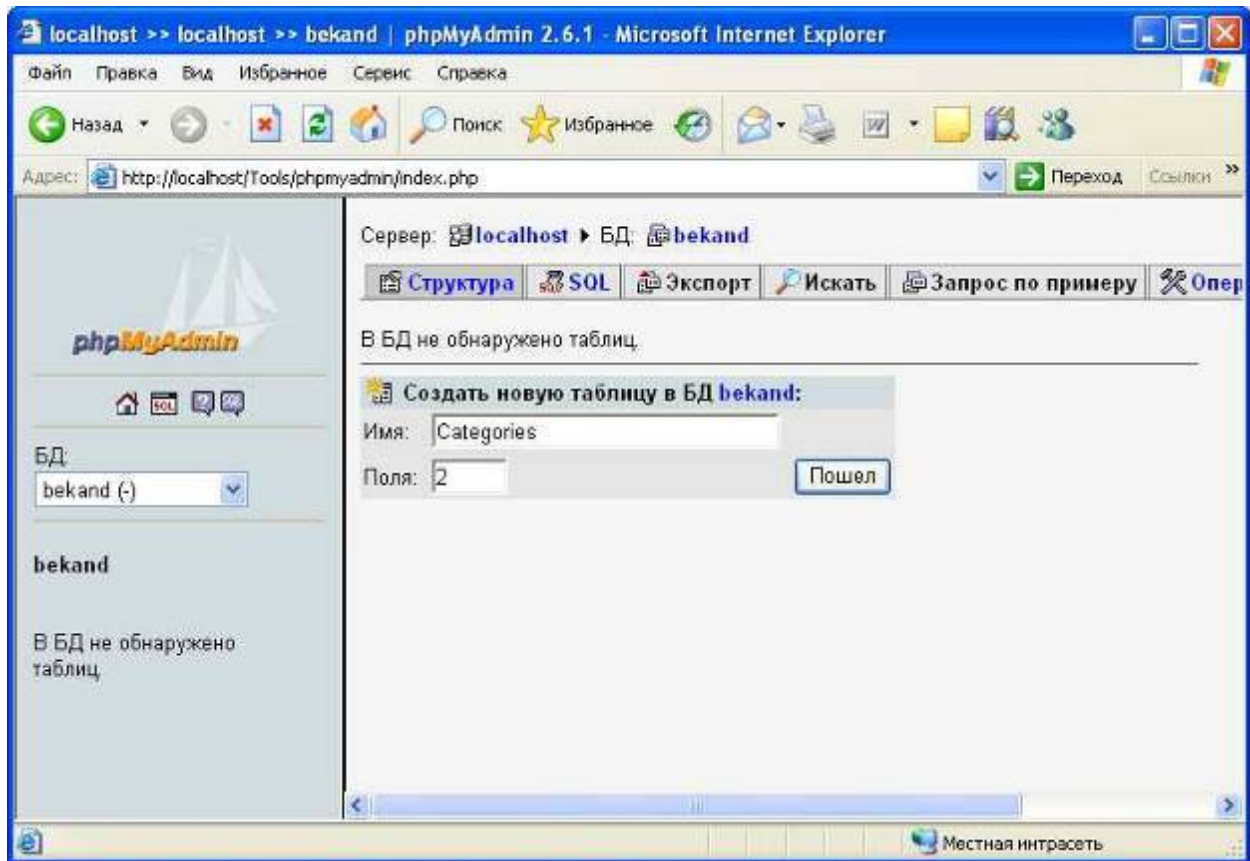 localhost >> localhost >> bekand | phpMyAdmin 2.6.1 - Microsoft Internet Explorer
Файл Правка Вид Избранное Сервис Справка
Назад Поиск Избранное
Адрес: http://localhost/Tools/phpmyadmin/index.php Переход Ссылки »
phpMyAdmin
SQL
БД:
bekand (-)
bekand
В БД не обнаружено
таблиц.
Сервер: localhost ▸ БД: bekand
Структура SQL Экспорт Искать Запрос по примеру Опер
В БД не обнаружено таблиц.
Создать новую таблицу в БД bekand:
Имя: Categories
Поля: 2 Пошел
Местная интрасеть